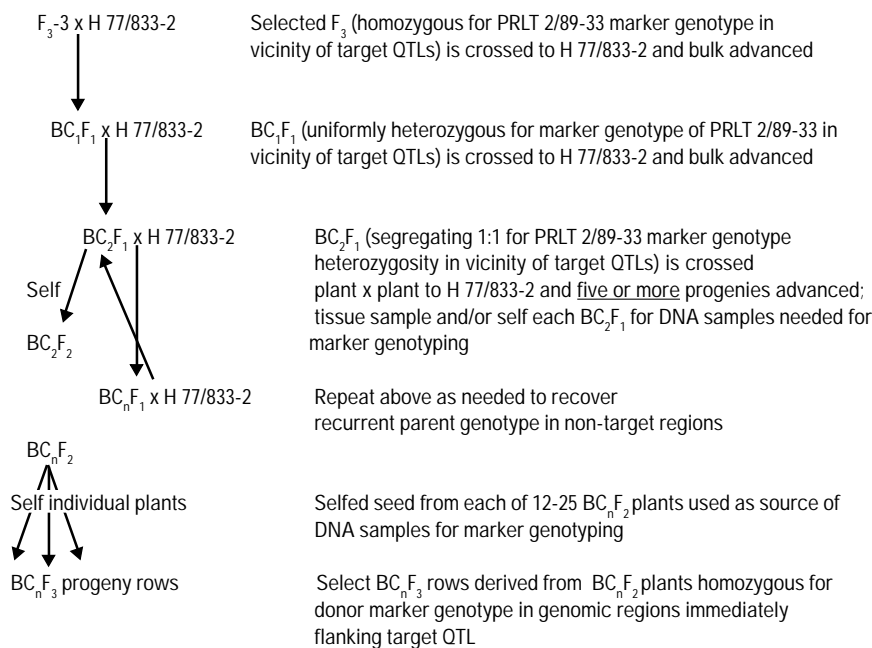 F3-3 x H 77/833-2 Selected F3 (homozygous for PRLT 2/89-33 marker genotype in
vicinity of target QTLs) is crossed to H 77/833-2 and bulk advanced
BC1F1 x H 77/833-2 BC1F1 (uniformly heterozygous for marker genotype of PRLT 2/89-33 in
vicinity of target QTLs) is crossed to H 77/833-2 and bulk advanced
BC2F1 x H 77/833-2 BC2F1 (segregating 1:1 for PRLT 2/89-33 marker genotype
heterozygosity in vicinity of target QTLs) is crossed
Self plant x plant to H 77/833-2 and five or more progenies advanced;
tissue sample and/or self each BC2F1 for DNA samples needed for
BC2F2 marker genotyping
BCnF1 x H 77/833-2 Repeat above as needed to recover
recurrent parent genotype in non-target regions
BCnF2
Self individual plants Selfed seed from each of 12-25 BCnF2 plants used as source of
DNA samples for marker genotyping
BCnF3 progeny rows Select BCnF3 rows derived from BCnF2 plants homozygous for
donor marker genotype in genomic regions immediately
flanking target QTL